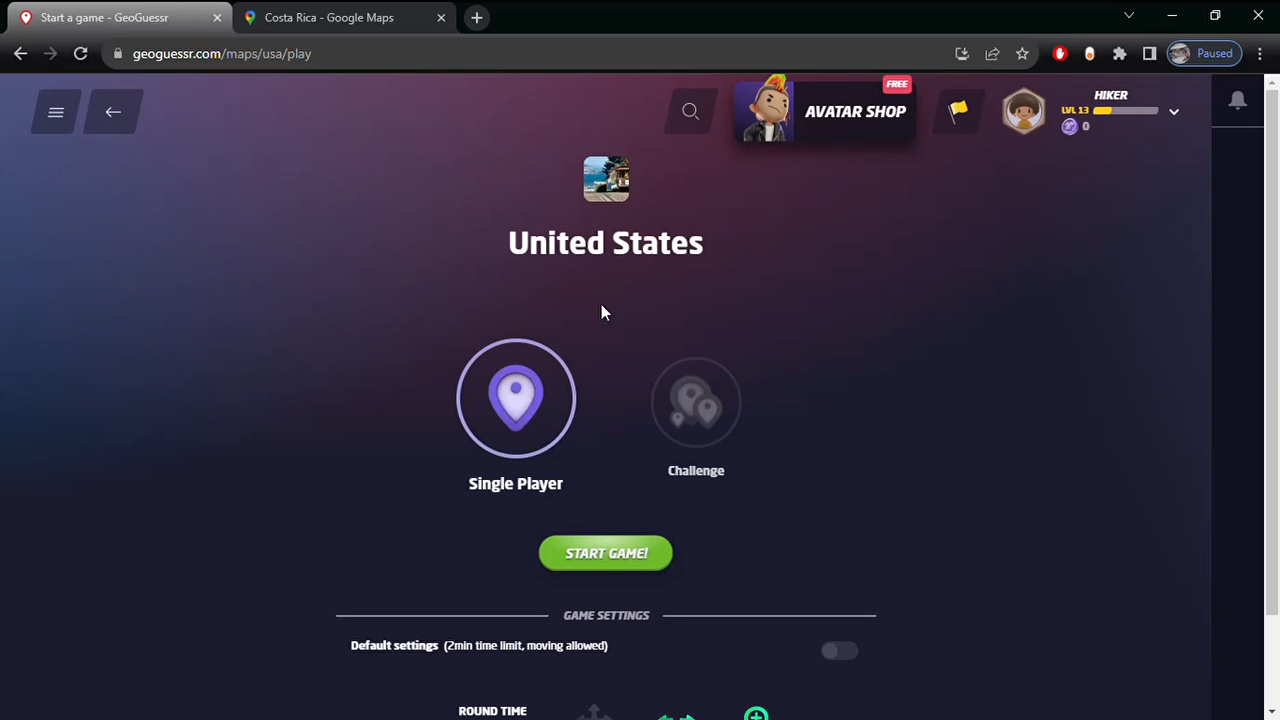 Start a game - GeoGuessr
Costa Rica - Google Maps
geoguessr.com/maps/usa/play
Paused
FREE
AVATAR SHOP
HIKER
LVL 13
0
United States
Single Player
Challenge
START GAME!
GAME SETTINGS
Default settings (2min time limit, moving allowed)
ROUND TIME